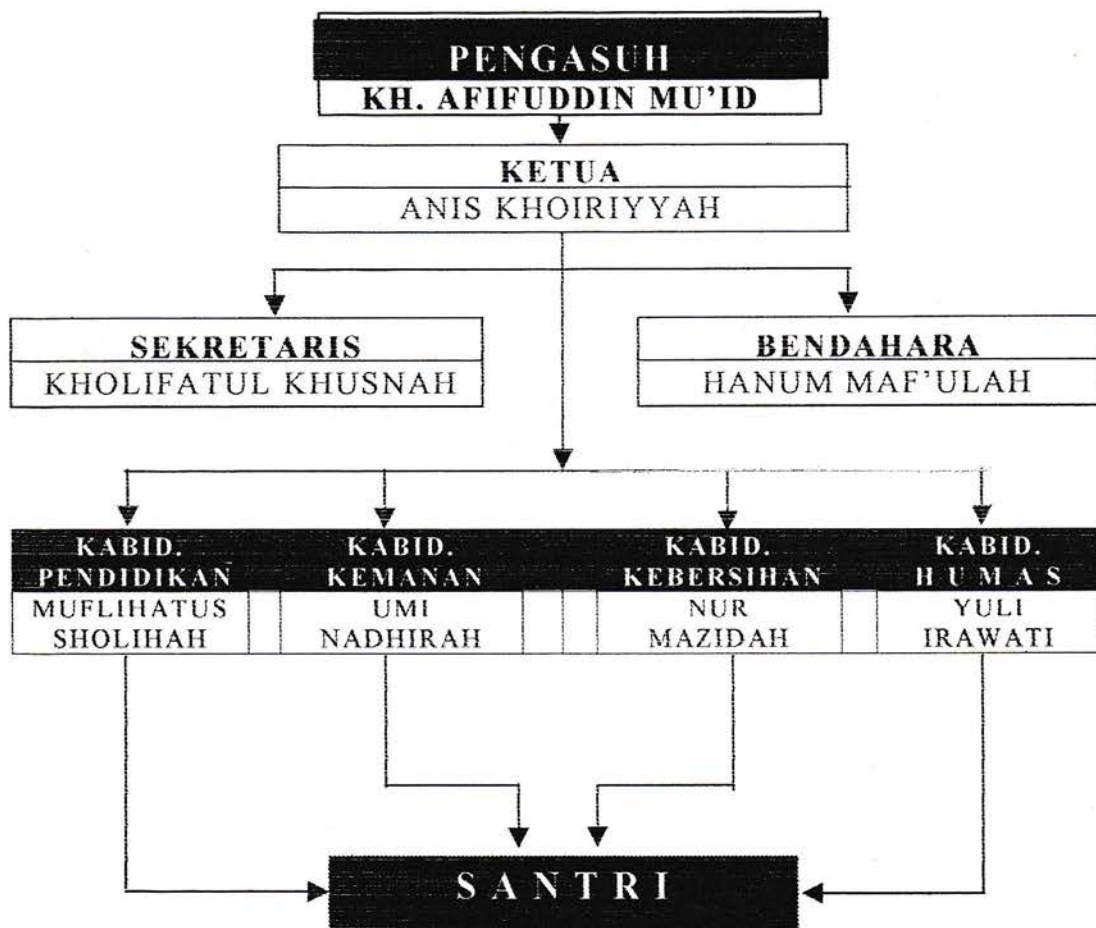 PENGASUH
KH. AFIFUDDIN MU'ID
KETUA
ANIS KHOIRIYYAH
SEKRETARIS
KHOLIFATUL KHUSNAH
BENDAHARA
HANUM MAF'ULAH
KABID.
PENDIDIKAN
MUFLIHATUS
SHOLIHAH
KABID.
KEMANAN
UMI
NADHIRAH
KABID.
KEBERSIHAN
NUR
MAZIDAH
KABID.
H U M A S
YULI
IRAWATI
S A N T R I